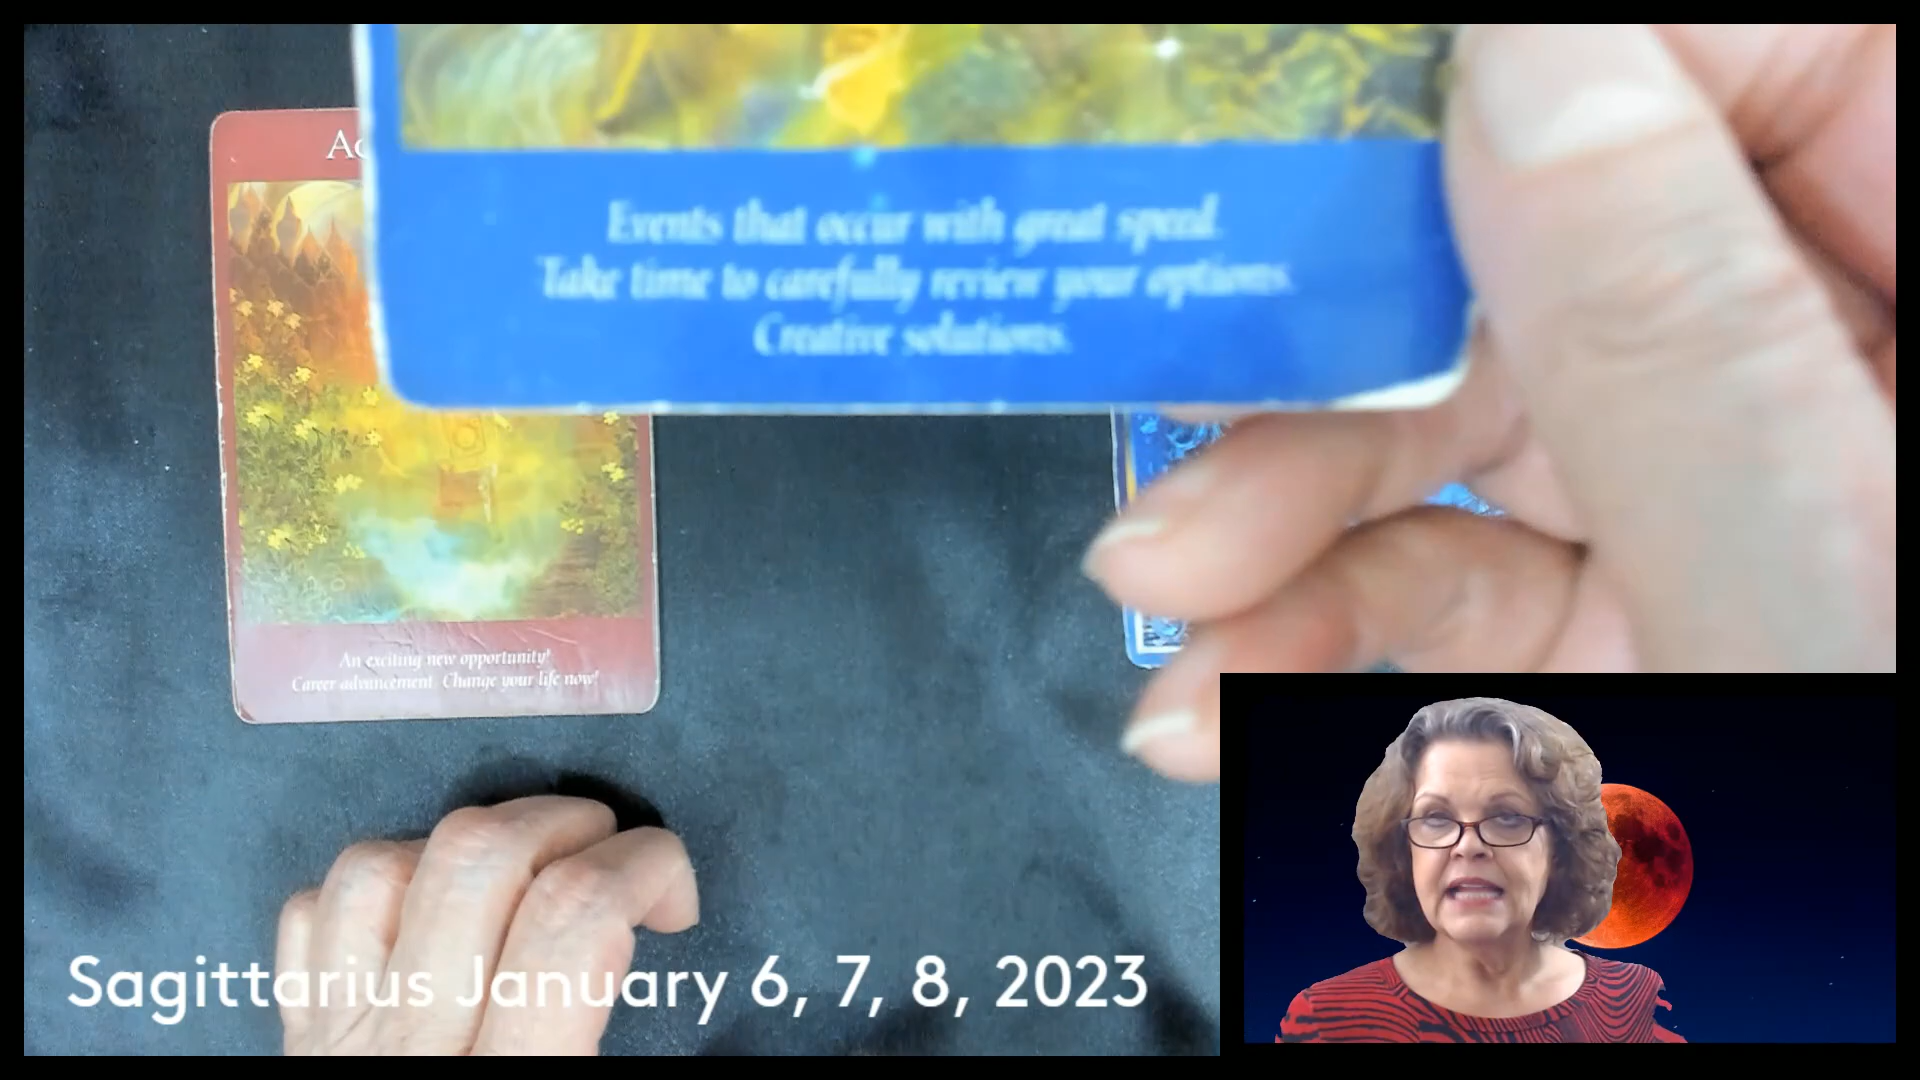 Ac
Events that occur with great speed.
Take time to carefully review your options.
Creative solutions.
An exciting new opportunity!
Career advancement. Change your life now!
Sagittarius January 6, 7, 8, 2023